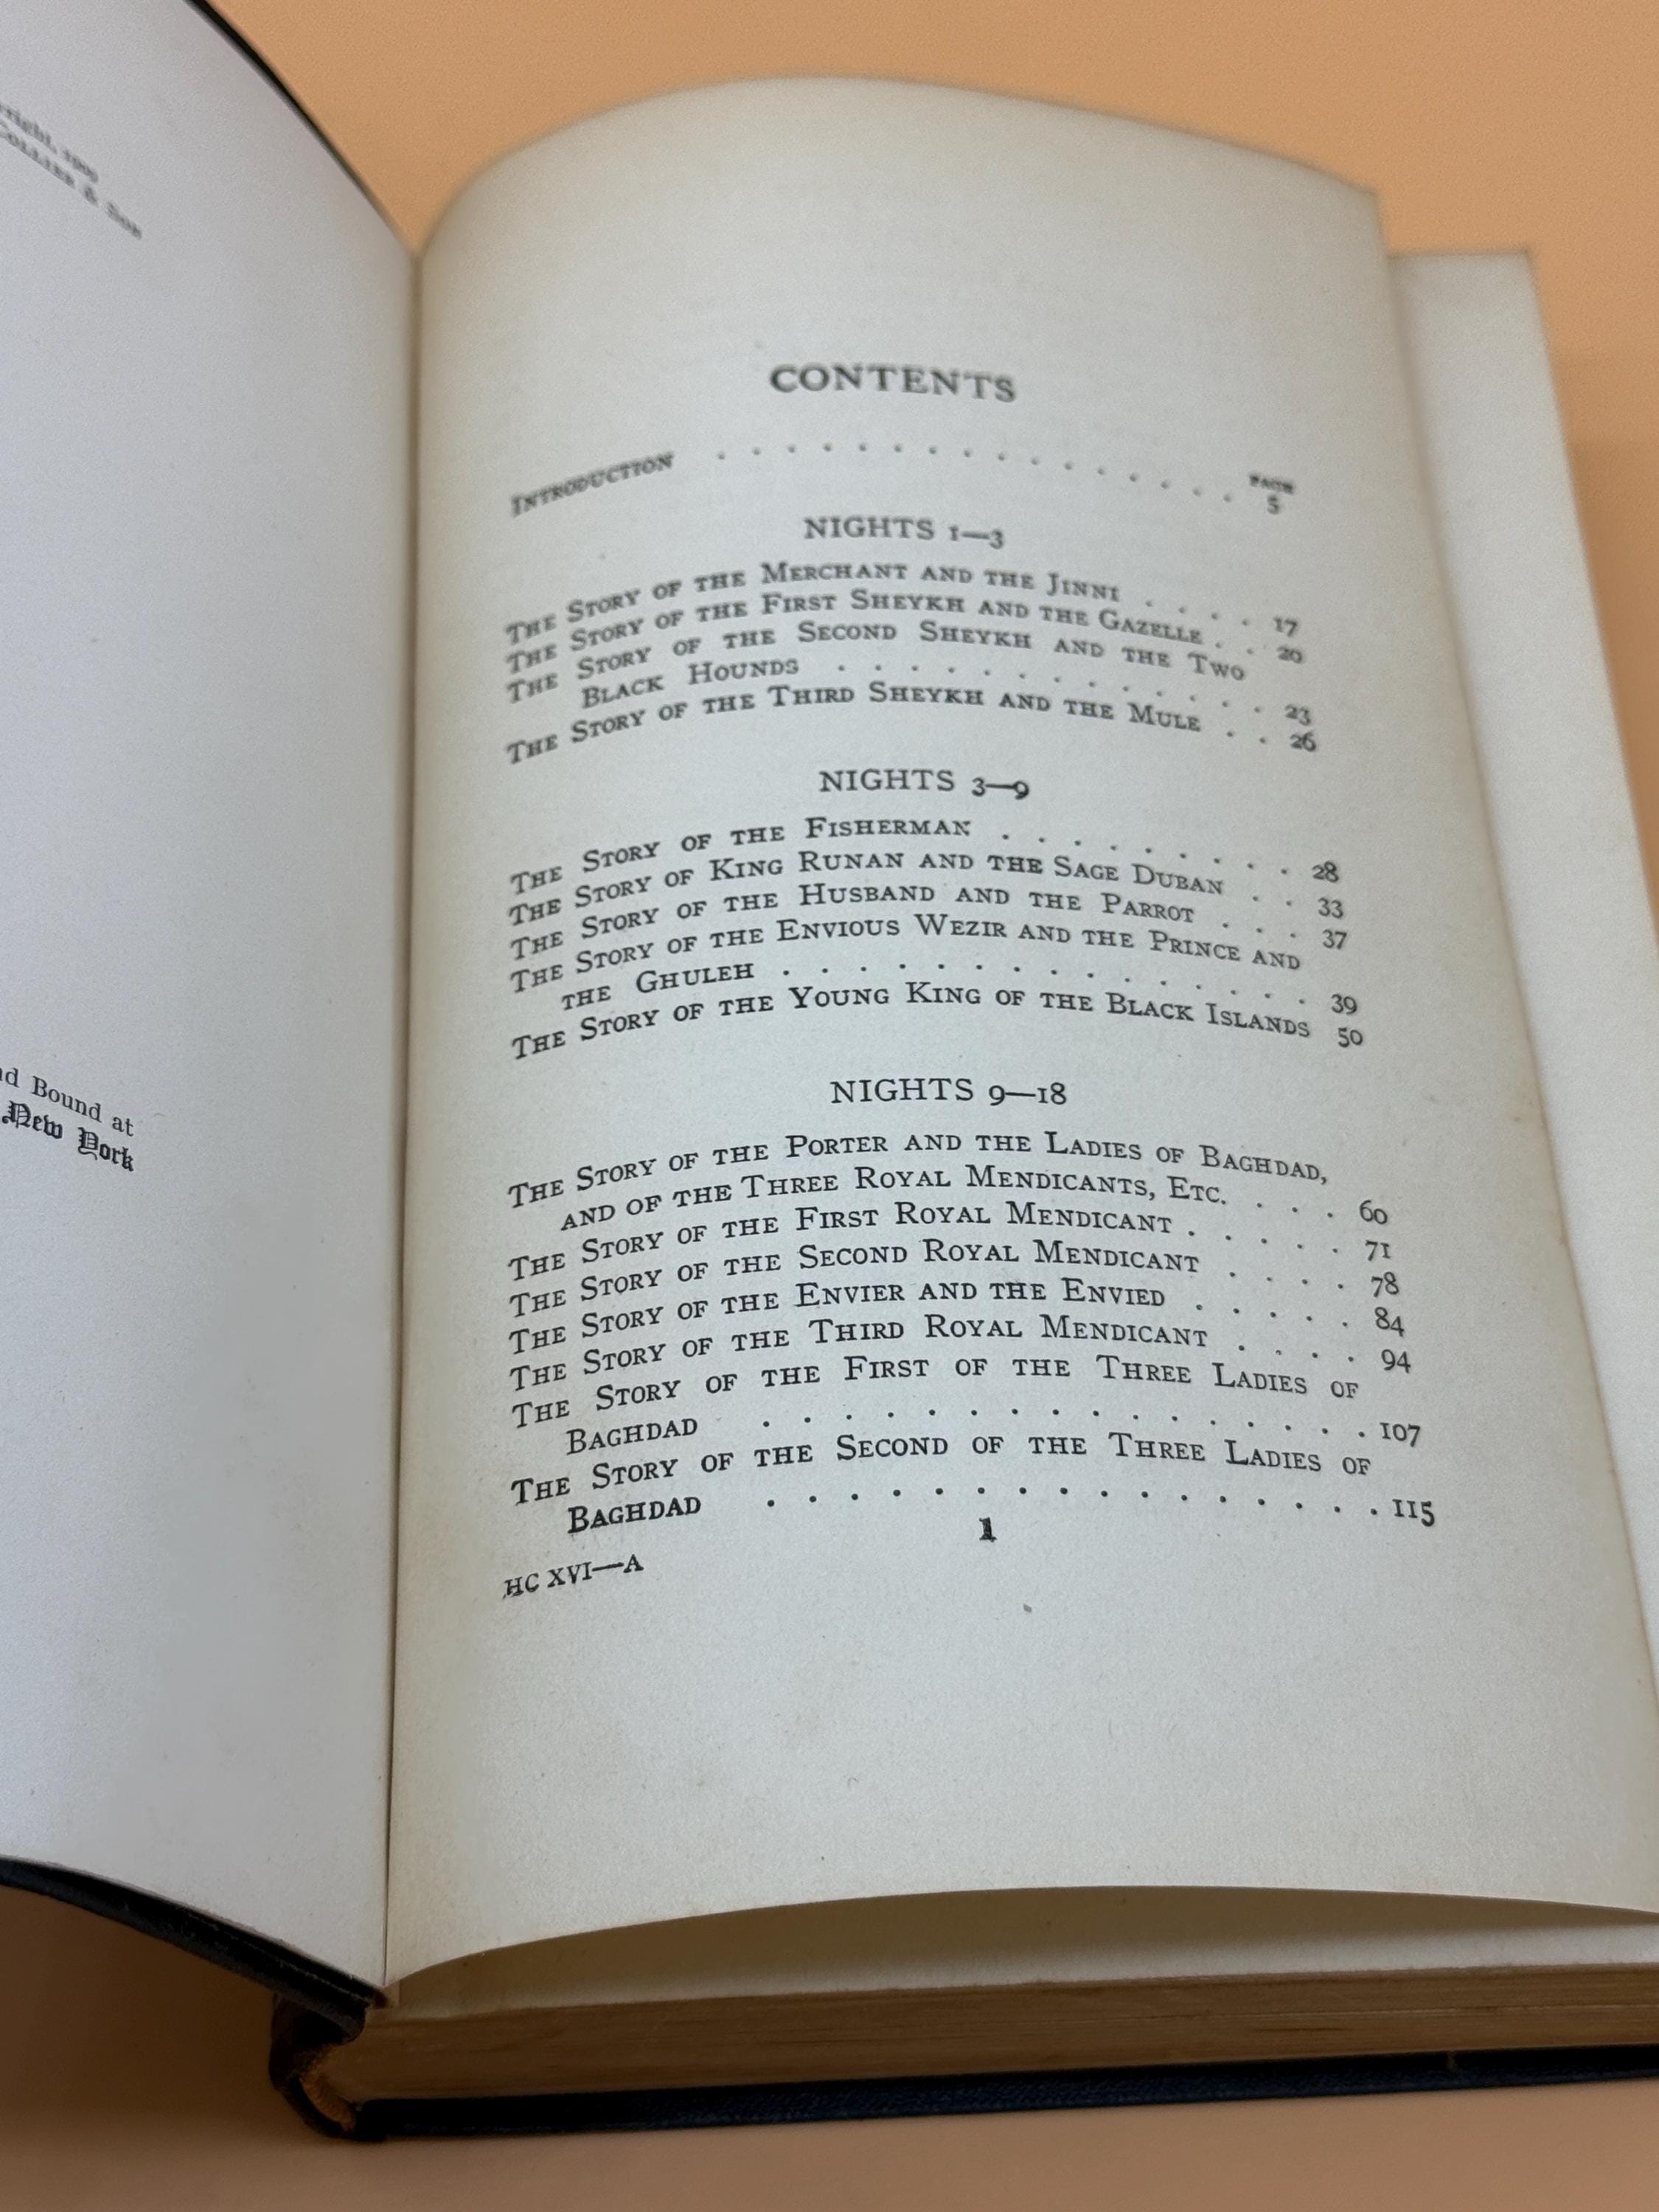 Collier & Son
nd Bound at
New York
CONTENTS
PAGE
Introduction . . . . . . . . . . . . . . . 5
NIGHTS 1—3
The Story of the Merchant and the Jinni . . . . 17
The Story of the First Sheykh and the Gazelle . . 20
The Story of the Second Sheykh and the Two
Black Hounds . . . . . . . . . . . . . 23
The Story of the Third Sheykh and the Mule . . 26
NIGHTS 3—9
The Story of the Fisherman . . . . . . . . . 28
The Story of King Runan and the Sage Duban . . 33
The Story of the Husband and the Parrot . . . 37
The Story of the Envious Wezir and the Prince and
the Ghuleh . . . . . . . . . . . . . . 39
The Story of the Young King of the Black Islands 50
NIGHTS 9—18
The Story of the Porter and the Ladies of Baghdad,
and of the Three Royal Mendicants, Etc. . . . 60
The Story of the First Royal Mendicant . . . . . 71
The Story of the Second Royal Mendicant . . . . 78
The Story of the Envier and the Envied . . . . . 84
The Story of the Third Royal Mendicant . . . . 94
The Story of the First of the Three Ladies of
Baghdad . . . . . . . . . . . . . . . . 107
The Story of the Second of the Three Ladies of
Baghdad . . . . . . . . . . . . . . . . 115
1
HC XVI—A